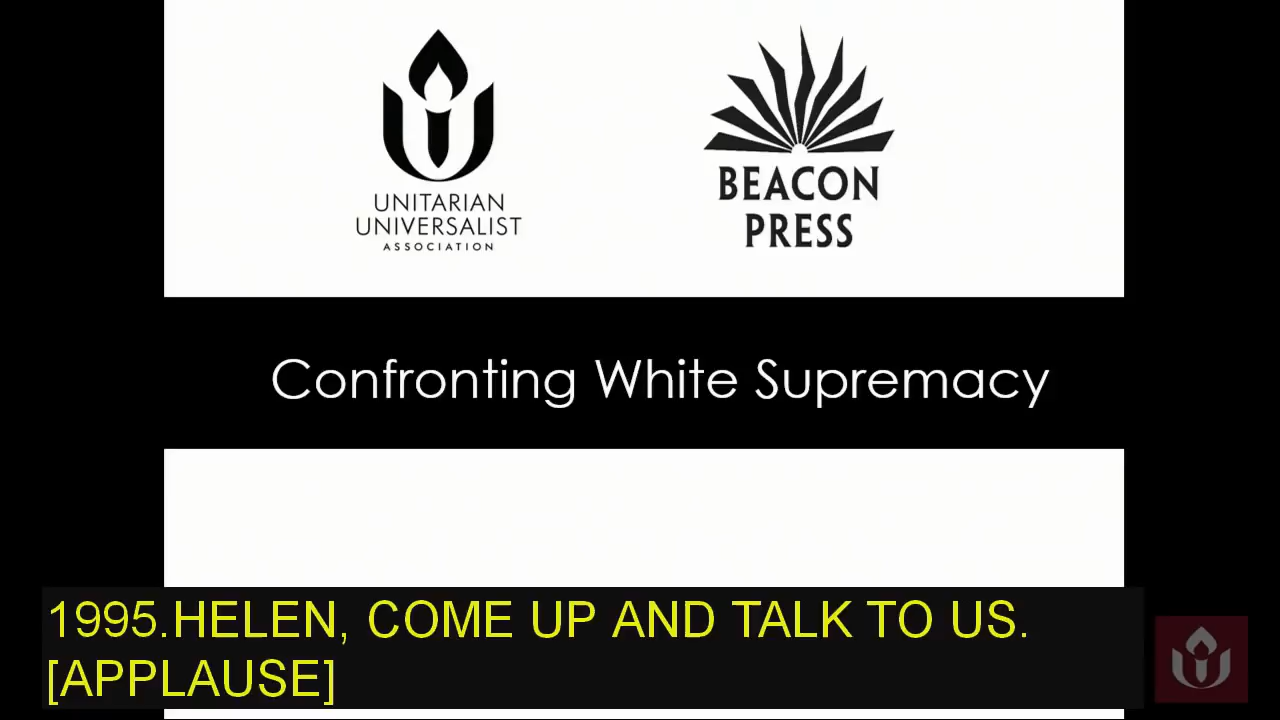 UNITARIAN
UNIVERSALIST
ASSOCIATION
BEACON
PRESS
Confronting White Supremacy
1995.HELEN, COME UP AND TALK TO US.
[APPLAUSE]